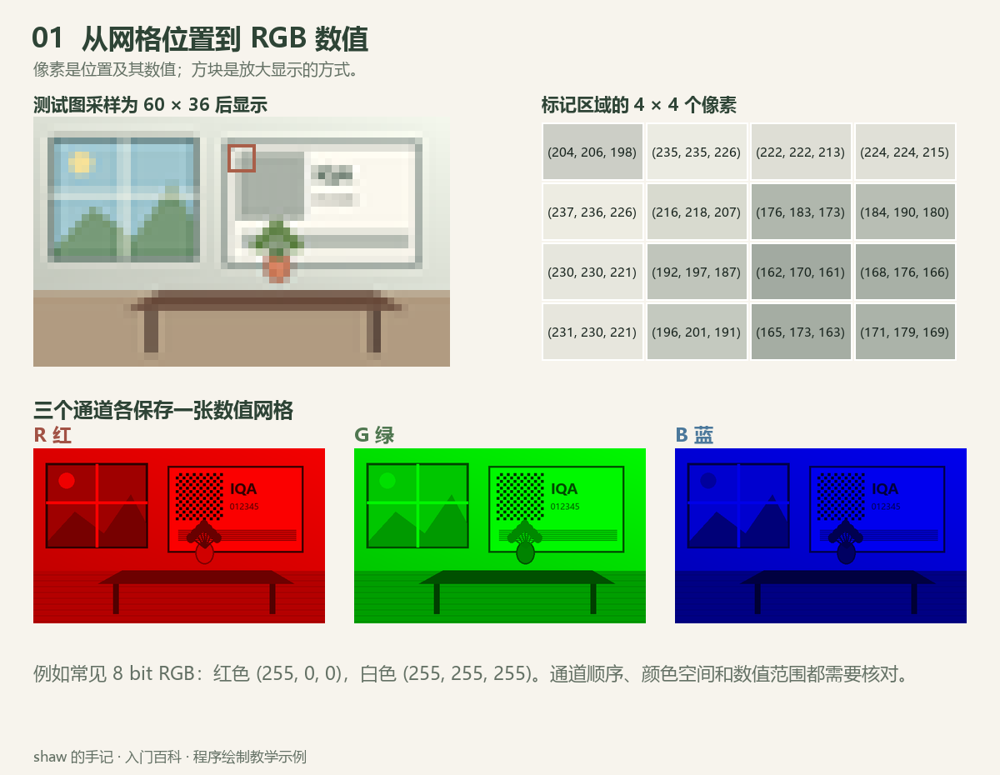 01 从网格位置到 RGB 数值
像素是位置及其数值；方块是放大显示的方式。
测试图采样为 60 × 36 后显示
标记区域的 4 × 4 个像素
(204, 206, 198) (235, 235, 226) (222, 222, 213) (224, 224, 215)
(237, 236, 226) (216, 218, 207) (176, 183, 173) (184, 190, 180)
(230, 230, 221) (192, 197, 187) (162, 170, 161) (168, 176, 166)
(231, 230, 221) (196, 201, 191) (165, 173, 163) (171, 179, 169)
三个通道各保存一张数值网格
R 红
IQA
012345
G 绿
IQA
012345
B 蓝
IQA
012345
例如常见 8 bit RGB：红色 (255, 0, 0)，白色 (255, 255, 255)。通道顺序、颜色空间和数值范围都需要核对。
shaw 的手记 · 入门百科 · 程序绘制教学示例